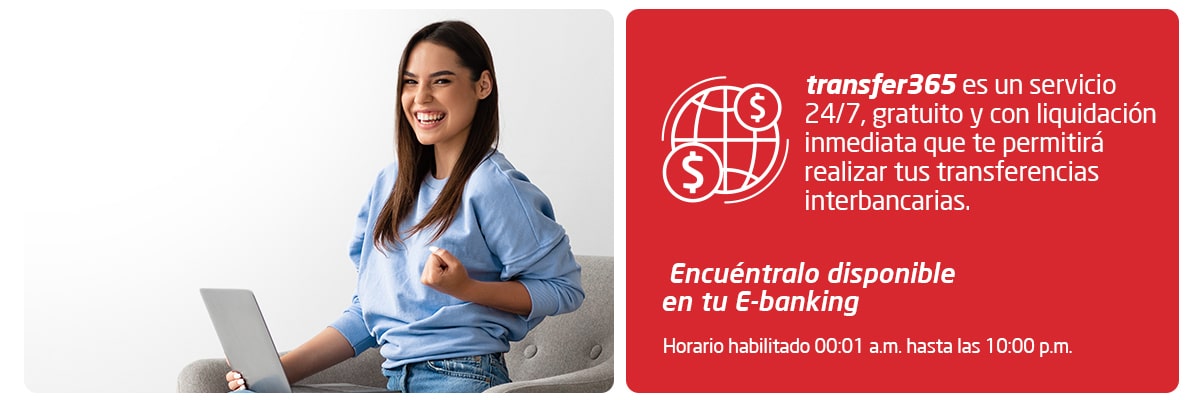 transfer365 es un servicio
24/7, gratuito y con liquidación
inmediata que te permitirá
realizar tus transferencias
interbancarias.
Encuéntralo disponible
en tu E-banking
Horario habilitado 00:01 a.m. hasta las 10:00 p.m.